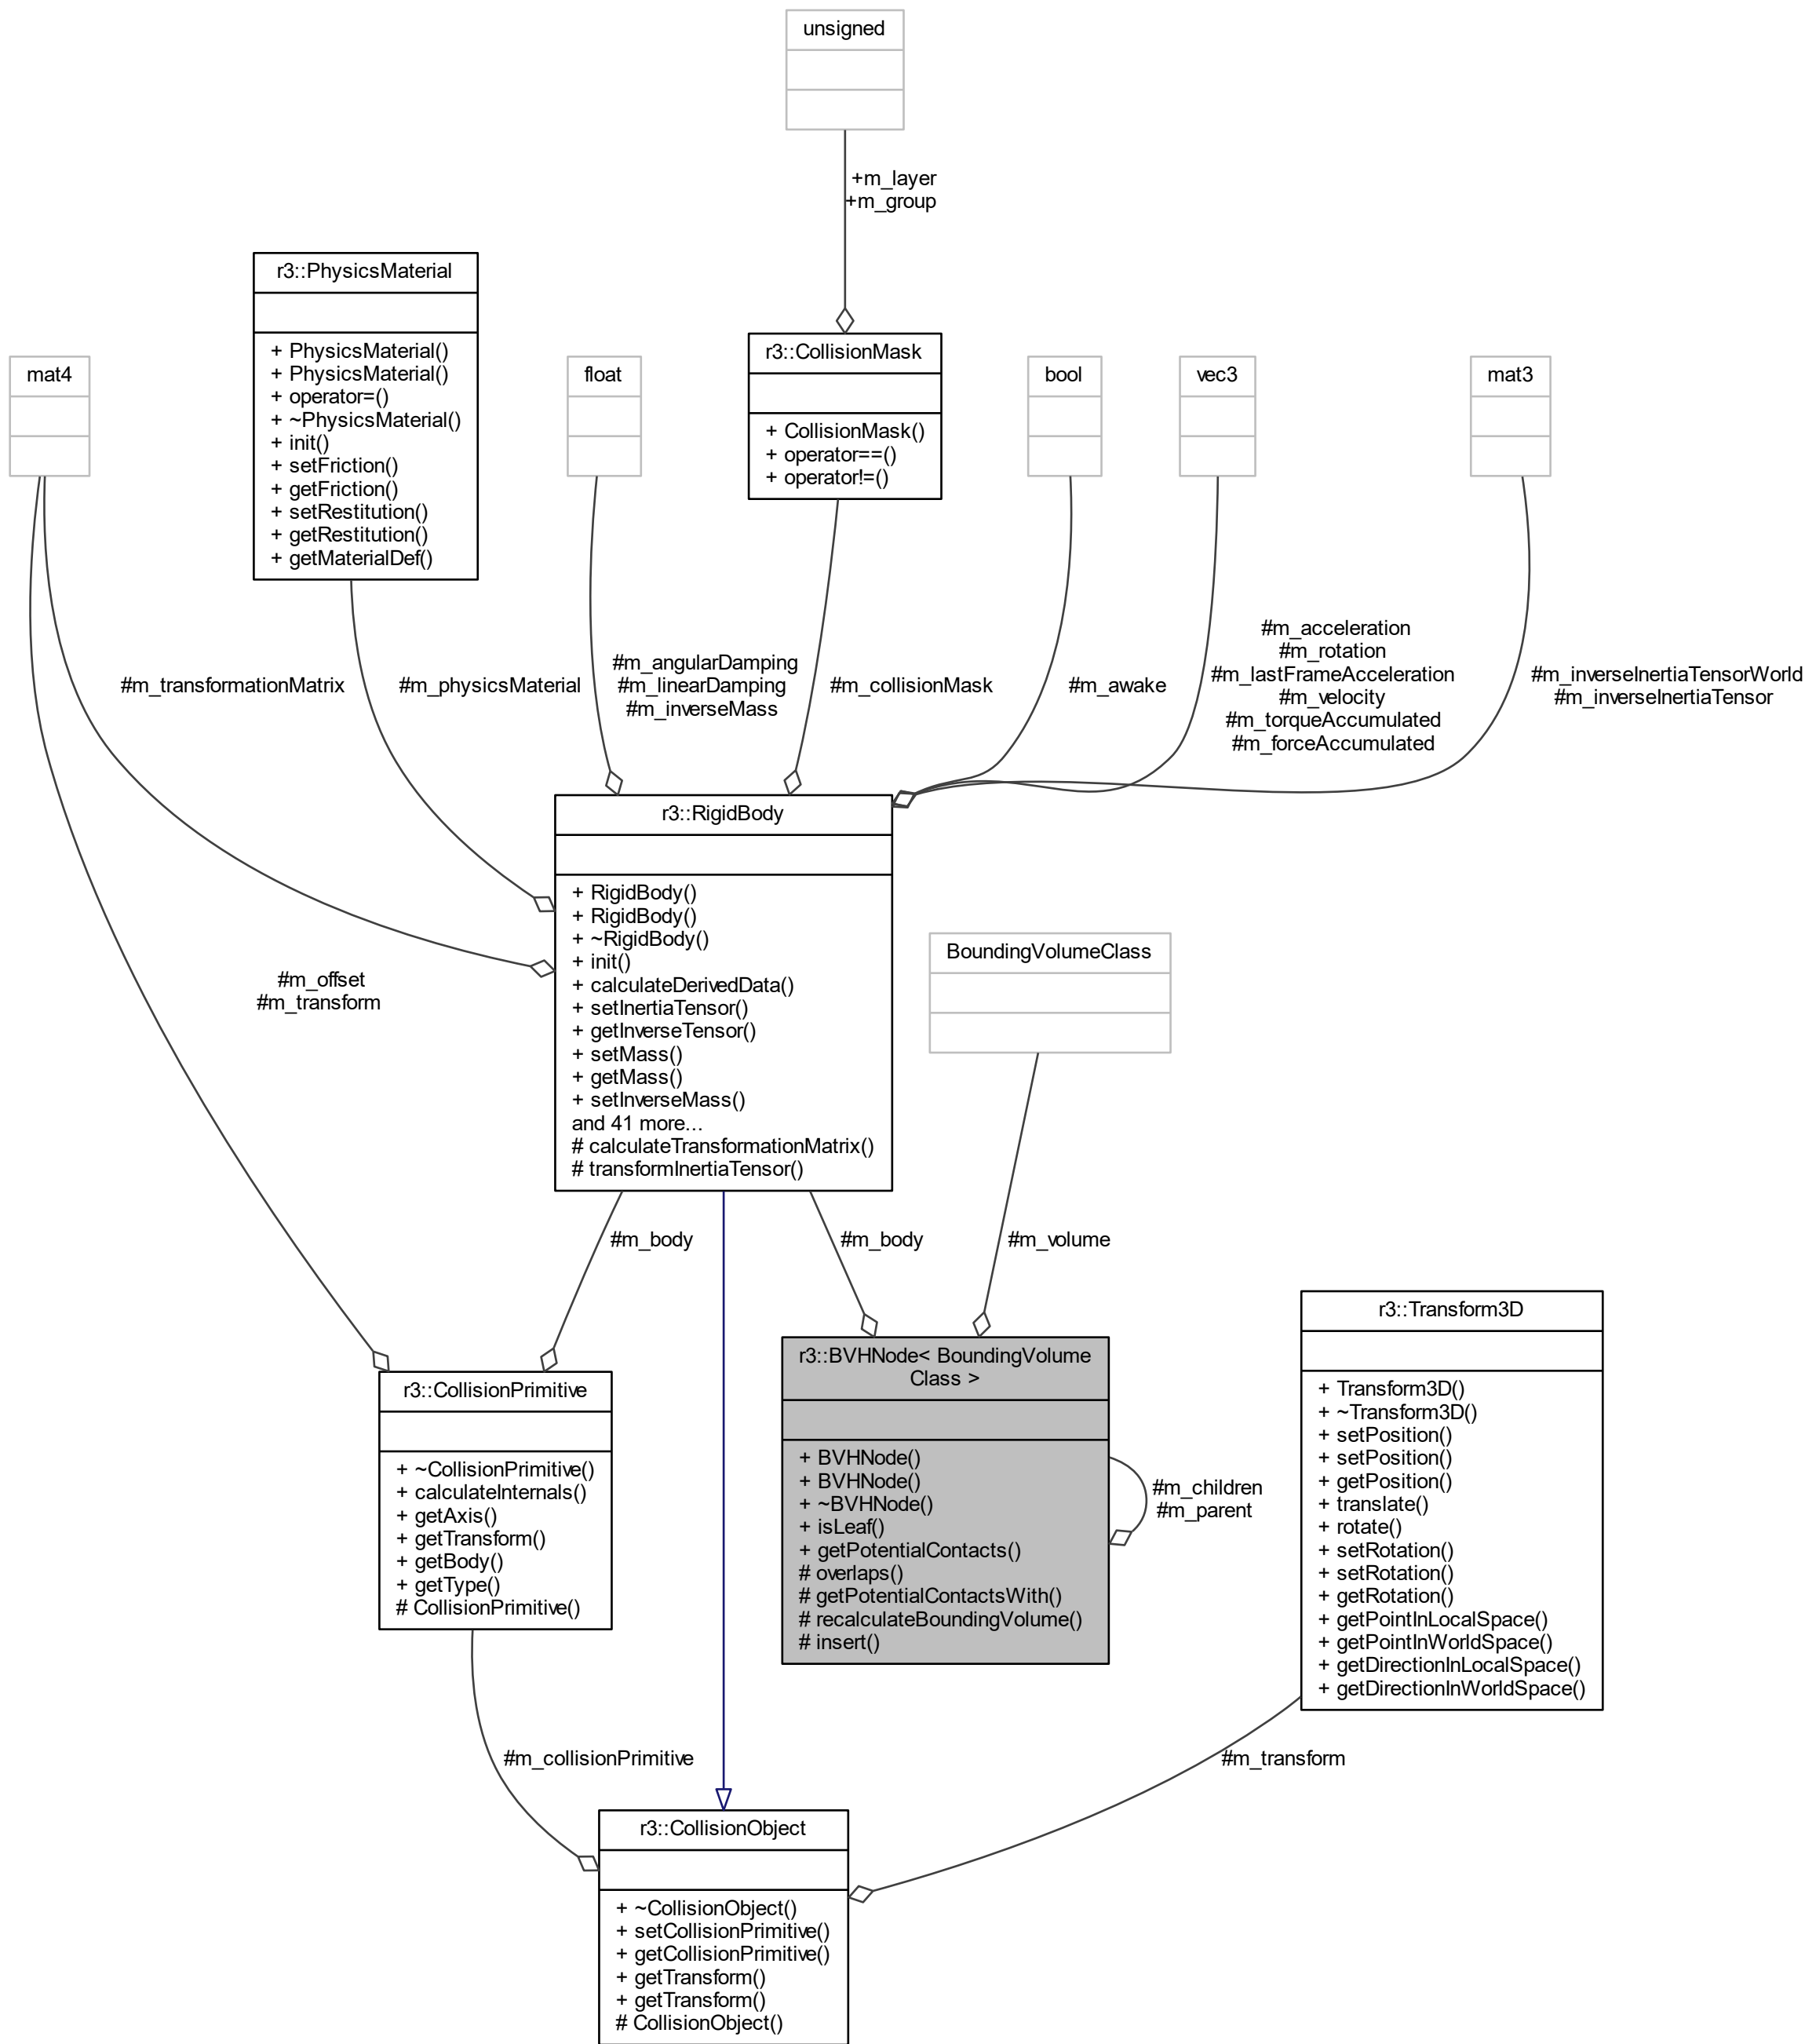 unsigned
+m_layer
+m_group
r3::PhysicsMaterial
+ PhysicsMaterial()
+ PhysicsMaterial()
+ operator=()
+ ~PhysicsMaterial()
+ init()
+ setFriction()
+ getFriction()
+ setRestitution()
+ getRestitution()
+ getMaterialDef()
r3::CollisionMask
+ CollisionMask()
+ operator==()
+ operator!=()
mat4
float
bool
vec3
mat3
#m_transformationMatrix
#m_physicsMaterial
#m_angularDamping
#m_linearDamping
#m_inverseMass
#m_collisionMask
#m_awake
#m_acceleration
#m_rotation
#m_lastFrameAcceleration
#m_velocity
#m_torqueAccumulated
#m_forceAccumulated
#m_inverseInertiaTensorWorld
#m_inverseInertiaTensor
r3::RigidBody
+ RigidBody()
+ RigidBody()
+ ~RigidBody()
+ init()
+ calculateDerivedData()
+ setInertiaTensor()
+ getInverseTensor()
+ setMass()
+ getMass()
+ setInverseMass()
and 41 more...
# calculateTransformationMatrix()
# transformInertiaTensor()
#m_offset
#m_transform
BoundingVolumeClass
#m_body
#m_body
#m_volume
r3::CollisionPrimitive
+ ~CollisionPrimitive()
+ calculateInternals()
+ getAxis()
+ getTransform()
+ getBody()
+ getType()
# CollisionPrimitive()
r3::BVHNode< BoundingVolume
Class >
+ BVHNode()
+ BVHNode()
+ ~BVHNode()
+ isLeaf()
+ getPotentialContacts()
# overlaps()
# getPotentialContactsWith()
# recalculateBoundingVolume()
# insert()
#m_children
#m_parent
r3::Transform3D
+ Transform3D()
+ ~Transform3D()
+ setPosition()
+ setPosition()
+ getPosition()
+ translate()
+ rotate()
+ setRotation()
+ setRotation()
+ getRotation()
+ getPointInLocalSpace()
+ getPointInWorldSpace()
+ getDirectionInLocalSpace()
+ getDirectionInWorldSpace()
#m_collisionPrimitive
#m_transform
r3::CollisionObject
+ ~CollisionObject()
+ setCollisionPrimitive()
+ getCollisionPrimitive()
+ getTransform()
+ getTransform()
# CollisionObject()